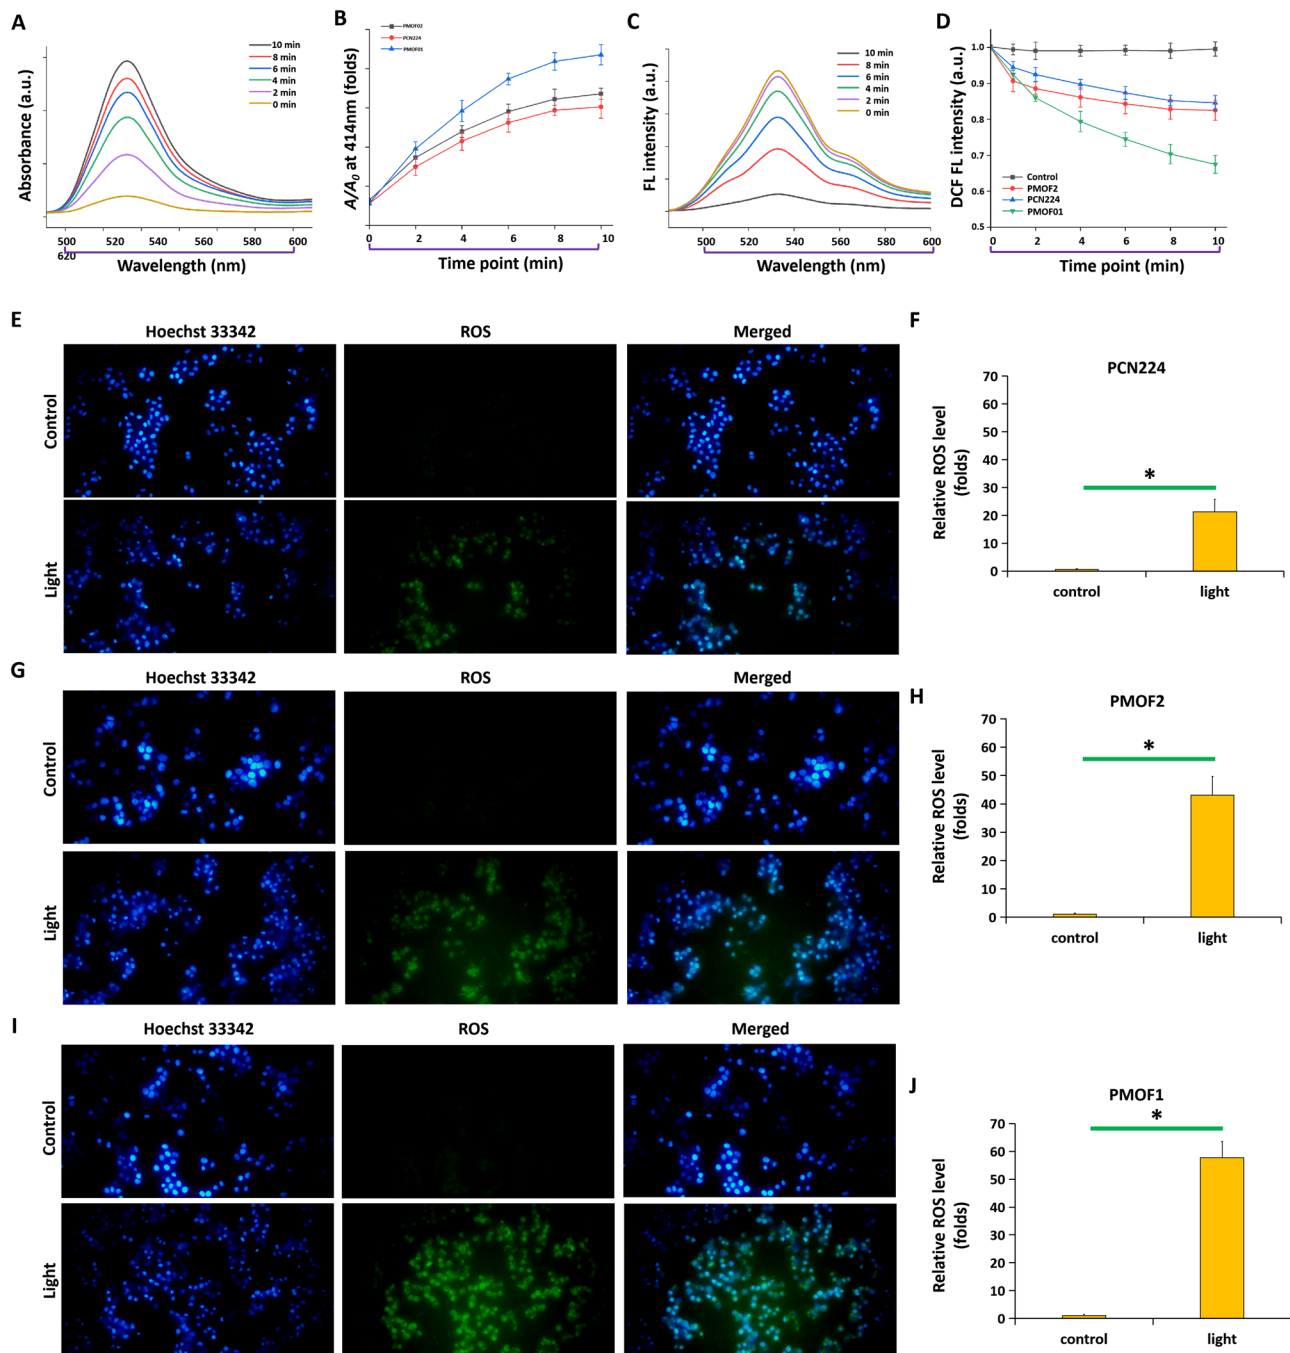 A
10 min
8 min
6 min
4 min
2 min
0 min
Absorbance (a.u.)
500
520
540
560
580
600
620
Wavelength (nm)
B
PMOF02
PCN224
PMOF01
A/A0 at 414nm (folds)
0
2
4
6
8
10
Time point (min)
C
10 min
8 min
6 min
4 min
2 min
0 min
FL intensity (a.u.)
500
520
540
560
580
600
Wavelength (nm)
D
1.0
0.9
0.8
0.7
0.6
0.5
DCF FL intensity (a.u.)
Control
PMOF2
PCN224
PMOF01
0
2
4
6
8
10
Time point (min)
E
Hoechst 33342
ROS
Merged
Control
Light
F
PCN224
70
60
50
40
30
20
10
0
Relative ROS level
(folds)
*
control
light
G
Hoechst 33342
ROS
Merged
Control
Light
H
PMOF2
70
60
50
40
30
20
10
0
Relative ROS level
(folds)
*
control
light
I
Hoechst 33342
ROS
Merged
Control
Light
J
PMOF1
70
60
50
40
30
20
10
0
Relative ROS level
(folds)
*
control
light